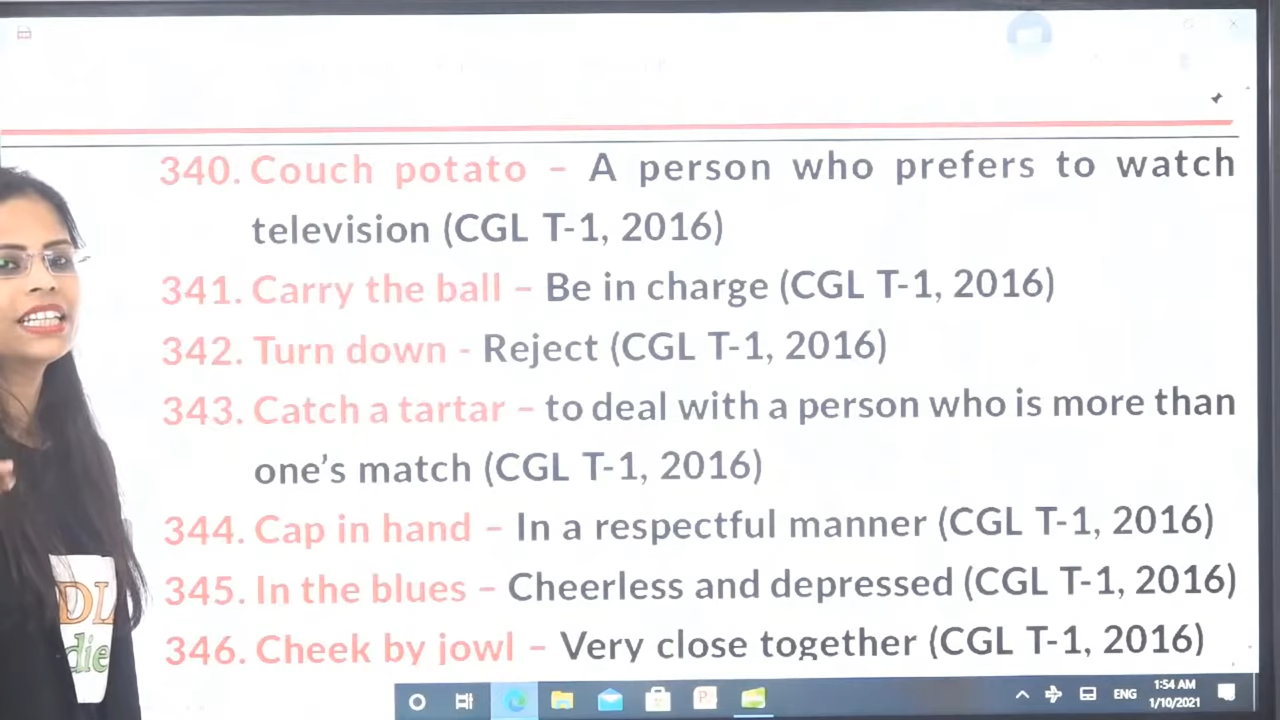 340. Couch potato – A person who prefers to watch
television (CGL T-1, 2016)
341. Carry the ball – Be in charge (CGL T-1, 2016)
342. Turn down - Reject (CGL T-1, 2016)
343. Catch a tartar – to deal with a person who is more than
one's match (CGL T-1, 2016)
344. Cap in hand – In a respectful manner (CGL T-1, 2016)
345. In the blues – Cheerless and depressed (CGL T-1, 2016)
346. Cheek by jowl – Very close together (CGL T-1, 2016)
DL
die
ENG
1:54 AM
1/10/2021